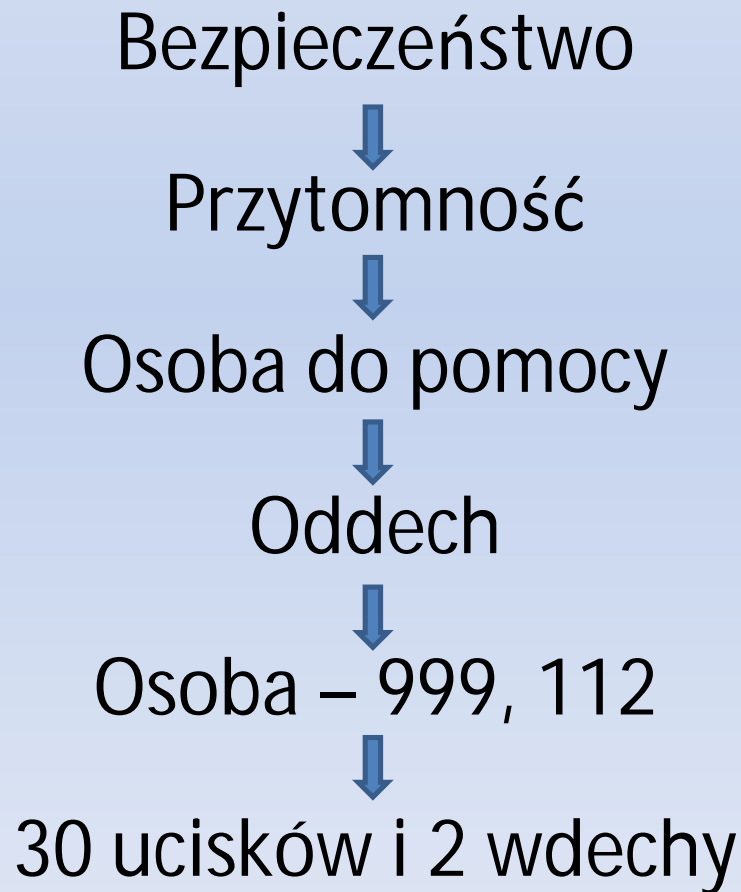 Bezpieczeństwo
Przytomność
Osoba do pomocy
Oddech
Osoba – 999, 112
30 ucisków i 2 wdechy